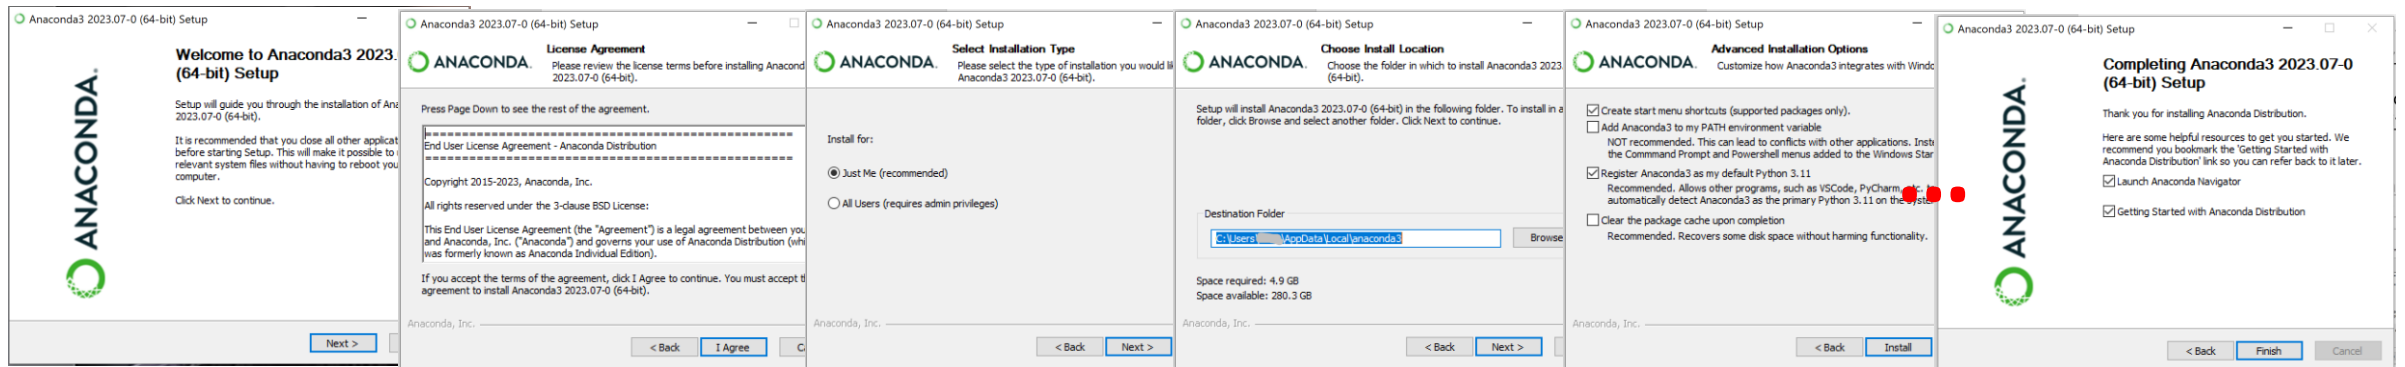 Anaconda3 2023.07-0 (64-bit) Setup
ANACONDA.
Welcome to Anaconda3 2023.
(64-bit) Setup
Setup will guide you through the installation of Ana
2023.07-0 (64-bit).
It is recommended that you close all other applicat
before starting Setup. This will make it possible to
relevant system files without having to reboot you
computer.
Click Next to continue.
Next >
Anaconda3 2023.07-0 (64-bit) Setup
ANACONDA.
License Agreement
Please review the license terms before installing Anacond
2023.07-0 (64-bit).
Press Page Down to see the rest of the agreement.
End User License Agreement - Anaconda Distribution
Copyright 2015-2023, Anaconda, Inc.
All rights reserved under the 3-clause BSD License:
This End User License Agreement (the "Agreement") is a legal agreement between you
and Anaconda, Inc. ("Anaconda") and governs your use of Anaconda Distribution (whi
was formerly known as Anaconda Individual Edition).
If you accept the terms of the agreement, click I Agree to continue. You must accept th
agreement to install Anaconda3 2023.07-0 (64-bit).
Anaconda, Inc.
< Back
I Agree
Ca
Anaconda3 2023.07-0 (64-bit) Setup
ANACONDA.
Select Installation Type
Please select the type of installation you would li
Anaconda3 2023.07-0 (64-bit).
Install for:
Just Me (recommended)
All Users (requires admin privileges)
Anaconda, Inc.
< Back
Next >
Anaconda3 2023.07-0 (64-bit) Setup
ANACONDA.
Choose Install Location
Choose the folder in which to install Anaconda3 2023.
(64-bit).
Setup will install Anaconda3 2023.07-0 (64-bit) in the following folder. To install in a
folder, click Browse and select another folder. Click Next to continue.
Destination Folder
C:\Users\ \AppData\Local\anaconda3
Browse
Space required: 4.9 GB
Space available: 280.3 GB
Anaconda, Inc.
< Back
Next >
Anaconda3 2023.07-0 (64-bit) Setup
ANACONDA.
Advanced Installation Options
Customize how Anaconda3 integrates with Windo
Create start menu shortcuts (supported packages only).
Add Anaconda3 to my PATH environment variable
NOT recommended. This can lead to conflicts with other applications. Inste
the Commmand Prompt and Powershell menus added to the Windows Star
Register Anaconda3 as my default Python 3.11
Recommended. Allows other programs, such as VSCode, PyCharm, etc. t
automatically detect Anaconda3 as the primary Python 3.11 on the syste
Clear the package cache upon completion
Recommended. Recovers some disk space without harming functionality.
Anaconda, Inc.
< Back
Install
Anaconda3 2023.07-0 (64-bit) Setup
ANACONDA.
Completing Anaconda3 2023.07-0
(64-bit) Setup
Thank you for installing Anaconda Distribution.
Here are some helpful resources to get you started. We
recommend you bookmark the 'Getting Started with
Anaconda Distribution' link so you can refer back to it later.
Launch Anaconda Navigator
Getting Started with Anaconda Distribution
< Back
Finish
Cancel